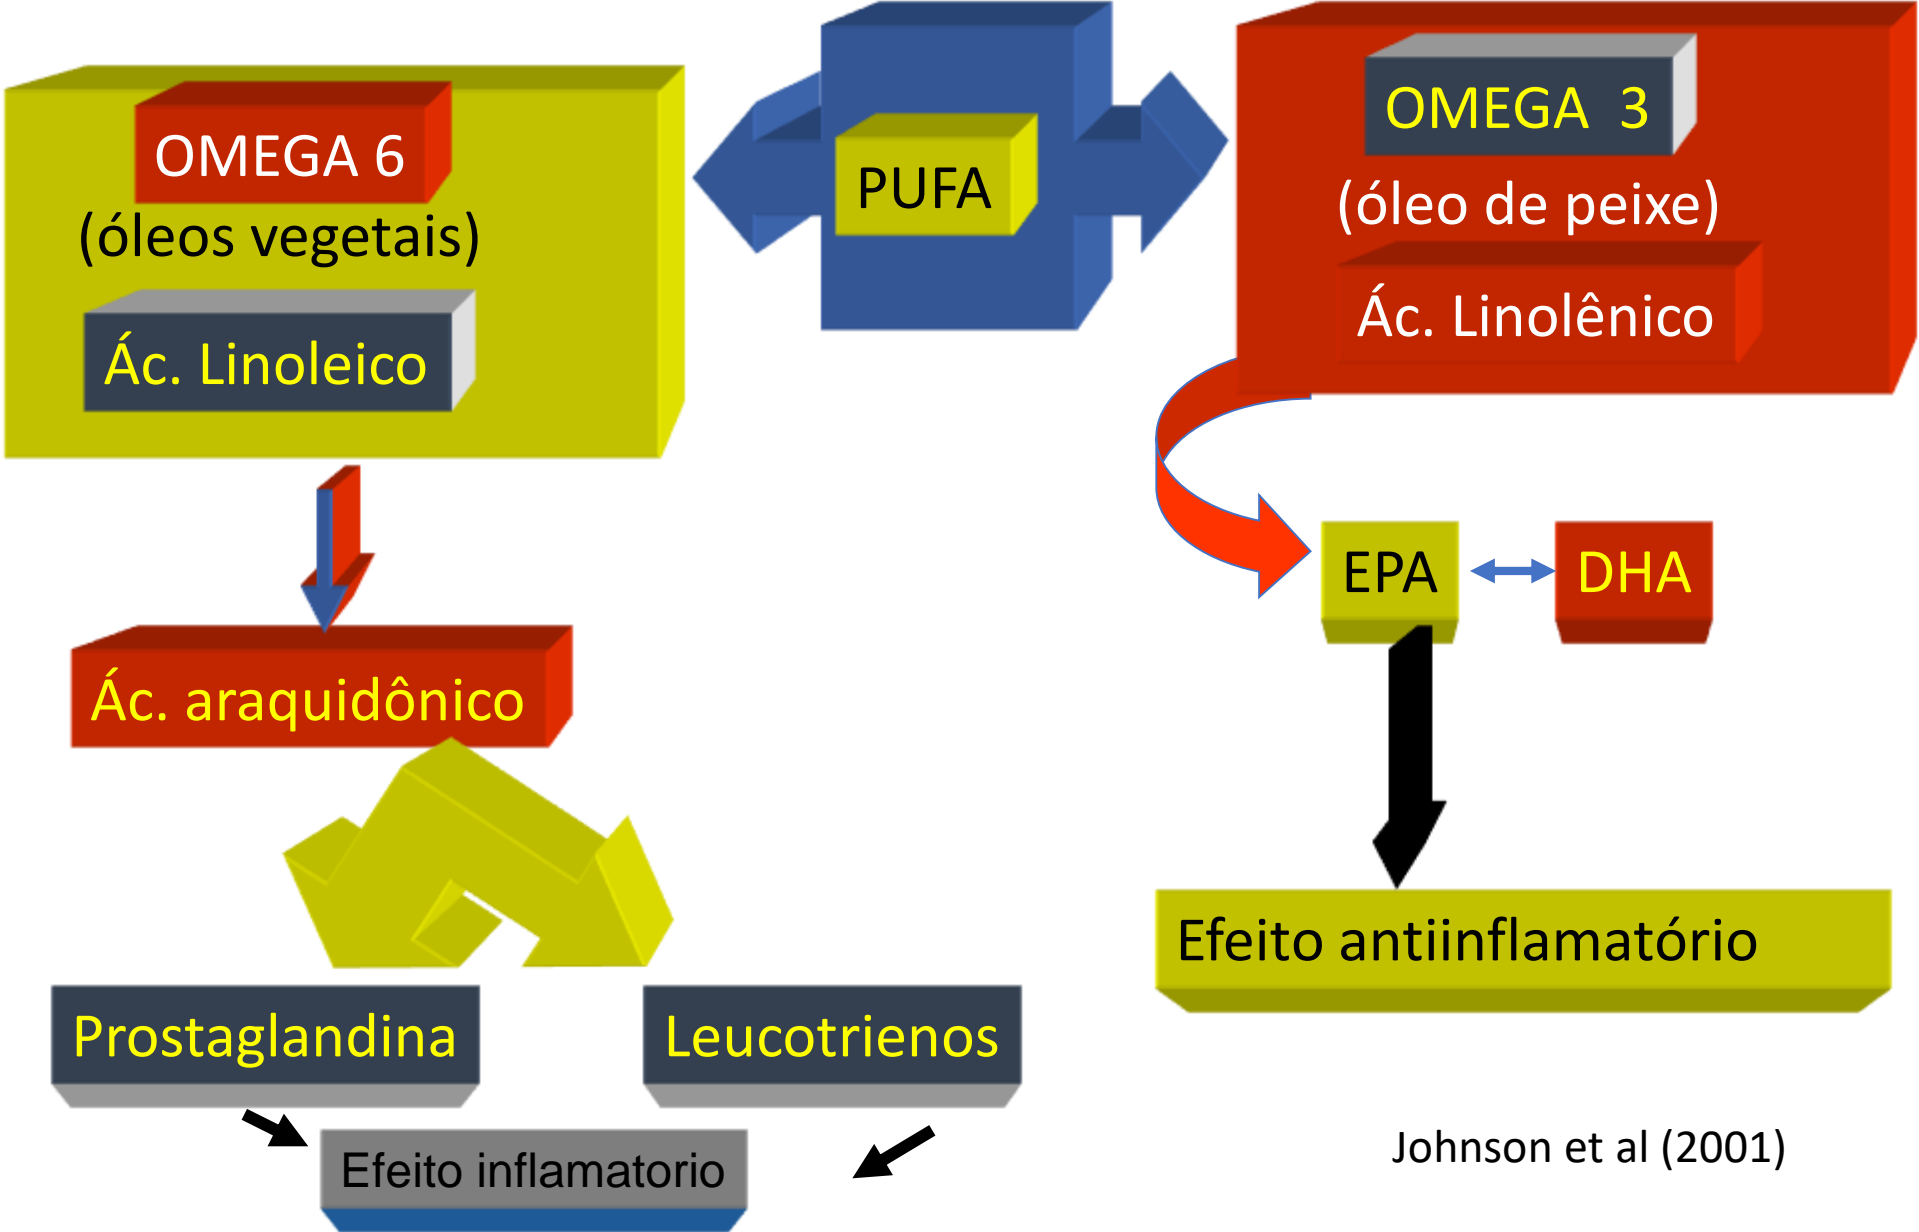 OMEGA 6
(óleos vegetais)
Ác. Linoleico
PUFA
OMEGA  3
(óleo de peixe)
Ác. Linolênico
EPA
DHA
Ác. araquidônico
Efeito antiinflamatório
Prostaglandina
Leucotrienos
Efeito inflamatorio
Johnson et al (2001)